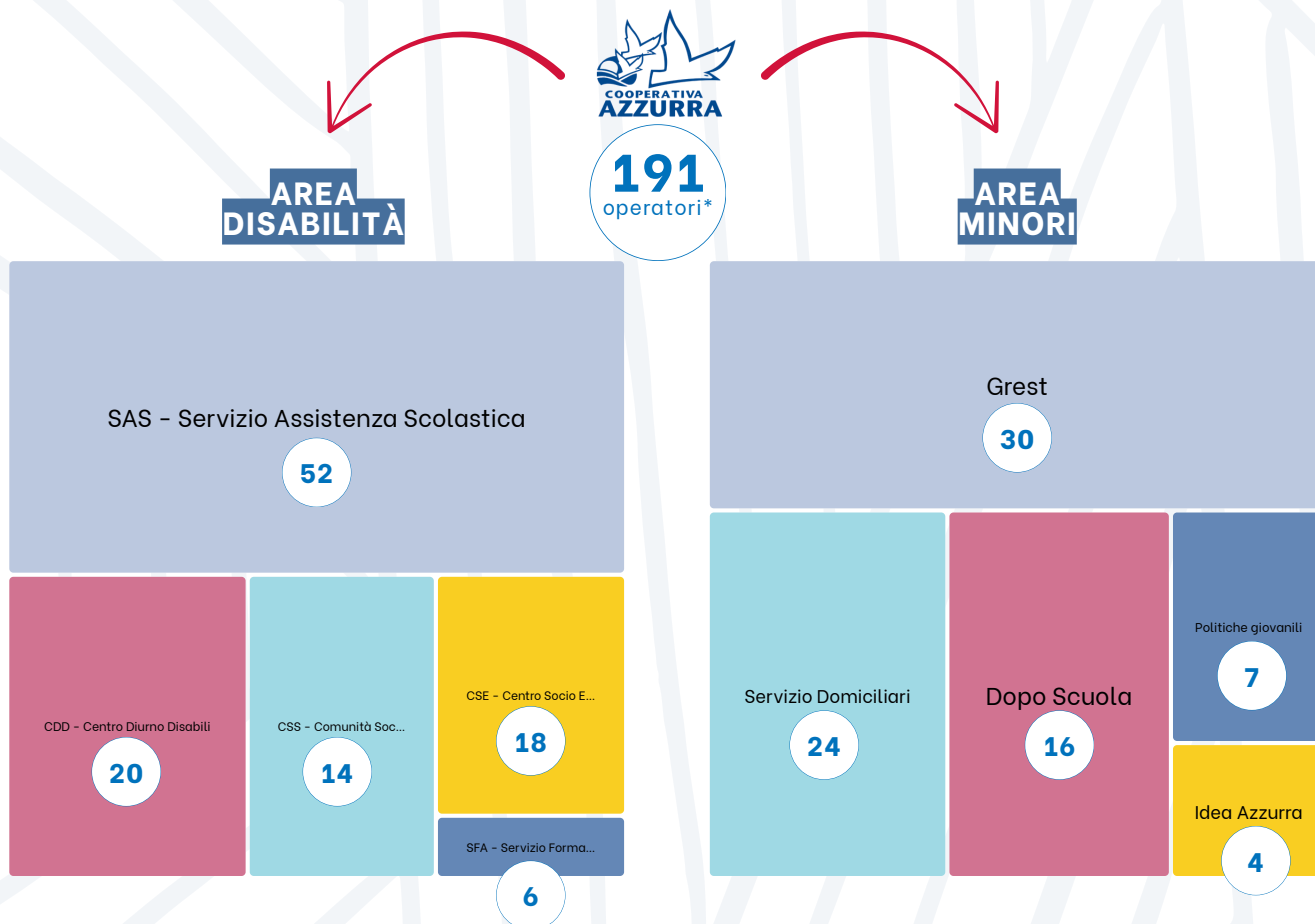 COOPERATIVA
AZZURRA
191
operatori*
AREA
DISABILITÀ
AREA
MINORI
SAS - Servizio Assistenza Scolastica
52
CDD - Centro Diurno Disabili
20
CSS - Comunità Soc...
14
CSE - Centro Socio E...
18
SFA - Servizio Forma...
6
Grest
30
Servizio Domiciliari
24
Dopo Scuola
16
Politiche giovanili
7
Idea Azzurra
4